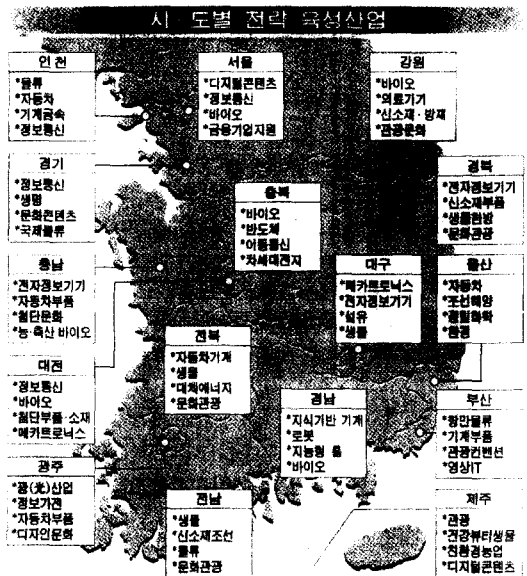 시·도별 전략 육성산업
인천
*물류
*자동차
*기계금속
*정보통신
서울
*디지털콘텐츠
*정보통신
*바이오
*금융기업지원
강원
*바이오
*의료기기
*신소재·방재
*관광문화
경기
*정보통신
*생명
*문화콘텐츠
*국제물류
충북
*바이오
*반도체
*이동통신
*차세대전지
경북
*전자정보기기
*신소재부품
*생물한방
*문화관광
충남
*전자정보기기
*자동차부품
*첨단문화
*농·축산 바이오
대구
*메카트로닉스
*전자정보기기
*섬유
*생물
울산
*자동차
*조선해양
*정밀화학
*환경
대전
*정보통신
*바이오
*첨단부품·소재
*메카트로닉스
전북
*자동차기계
*생물
*대체에너지
*문화관광
경남
*지식기반 기계
*로봇
*지능형 홈
*바이오
부산
*항만물류
*기계부품
*관광컨벤션
*영상IT
광주
*광(光)산업
*정보가전
*자동차부품
*디자인문화
전남
*생물
*신소재조선
*물류
*문화관광
제주
*관광
*건강뷰티생물
*친환경농업
*디지털콘텐츠